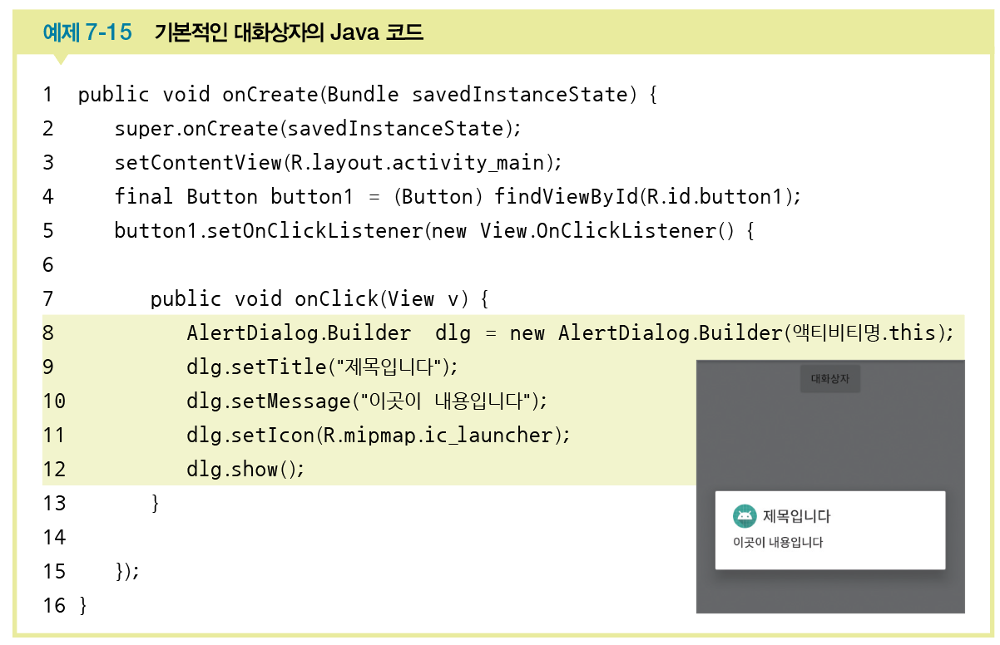 예제 7-15 기본적인 대화상자의 Java 코드
1 public void onCreate(Bundle savedInstanceState) {
2 super.onCreate(savedInstanceState);
3 setContentView(R.layout.activity_main);
4 final Button button1 = (Button) findViewById(R.id.button1);
5 button1.setOnClickListener(new View.OnClickListener() {
6
7 public void onClick(View v) {
8 AlertDialog.Builder dlg = new AlertDialog.Builder(액티비티명.this);
9 dlg.setTitle("제목입니다");
10 dlg.setMessage("이곳이 내용입니다");
11 dlg.setIcon(R.mipmap.ic_launcher);
12 dlg.show();
13 }
14
15 });
16 }
대화상자
제목입니다
이곳이 내용입니다